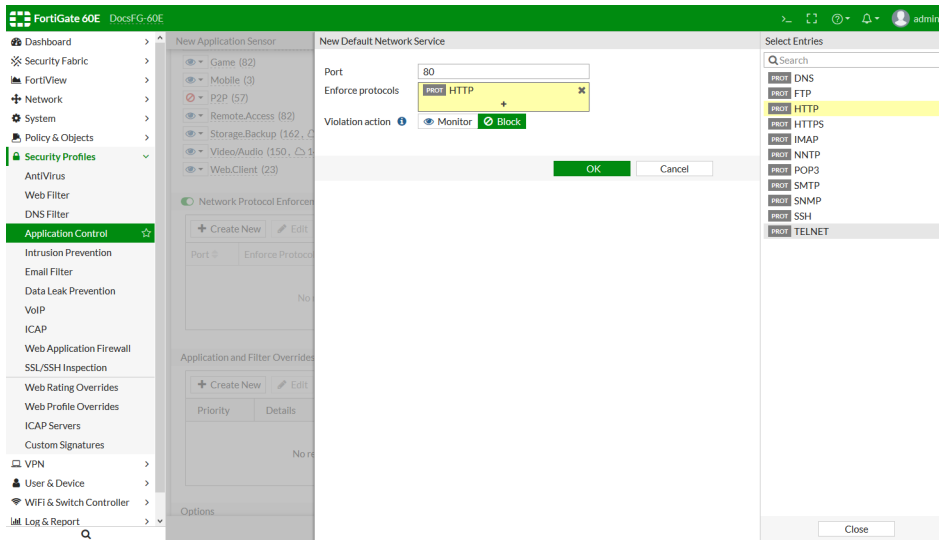 FortiGate 60E DocsFG-60E
>_ admin
Dashboard
Security Fabric
FortiView
Network
System
Policy & Objects
Security Profiles
AntiVirus
Web Filter
DNS Filter
Application Control
Intrusion Prevention
Email Filter
Data Leak Prevention
VoIP
ICAP
Web Application Firewall
SSL/SSH Inspection
Web Rating Overrides
Web Profile Overrides
ICAP Servers
Custom Signatures
VPN
User & Device
WiFi & Switch Controller
Log & Report
New Application Sensor
Game (82)
Mobile (3)
P2P (57)
Remote.Access (82)
Storage.Backup (162,
Video/Audio (150, 1
Web.Client (23)
Network Protocol Enforcem
Create New Edit
Port Enforce Protoco
No
Application and Filter Overrides
Create New Edit
Priority Details
No re
Options
New Default Network Service
Port 80
Enforce protocols PROT HTTP
+
Violation action Monitor Block
OK Cancel
Select Entries
Search
PROT DNS
PROT FTP
PROT HTTP
PROT HTTPS
PROT IMAP
PROT NNTP
PROT POP3
PROT SMTP
PROT SNMP
PROT SSH
PROT TELNET
Close